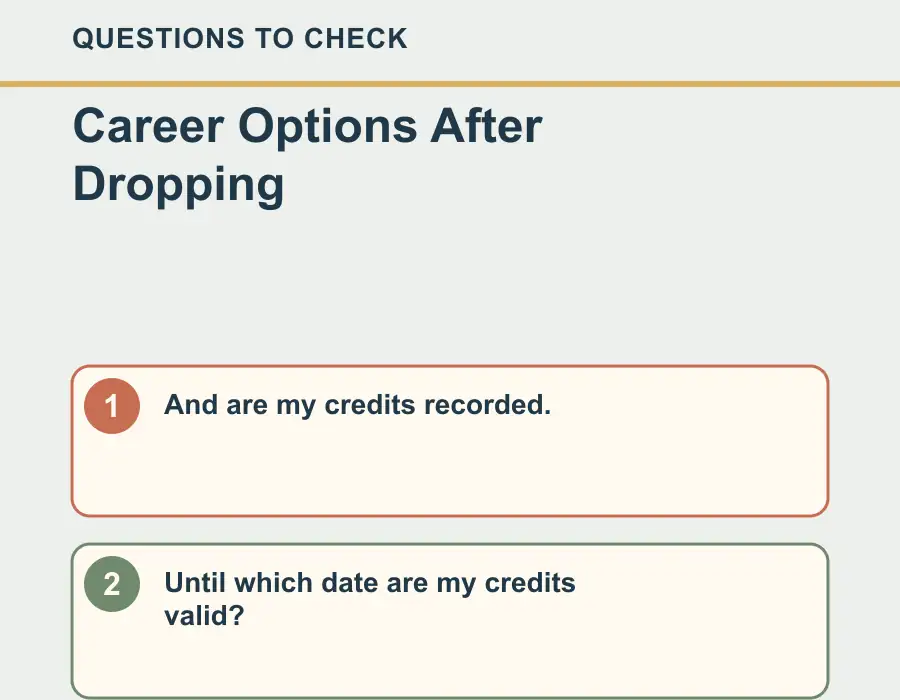 QUESTIONS TO CHECK
Career Options After
Dropping
1
And are my credits recorded.
2
Until which date are my credits
valid?